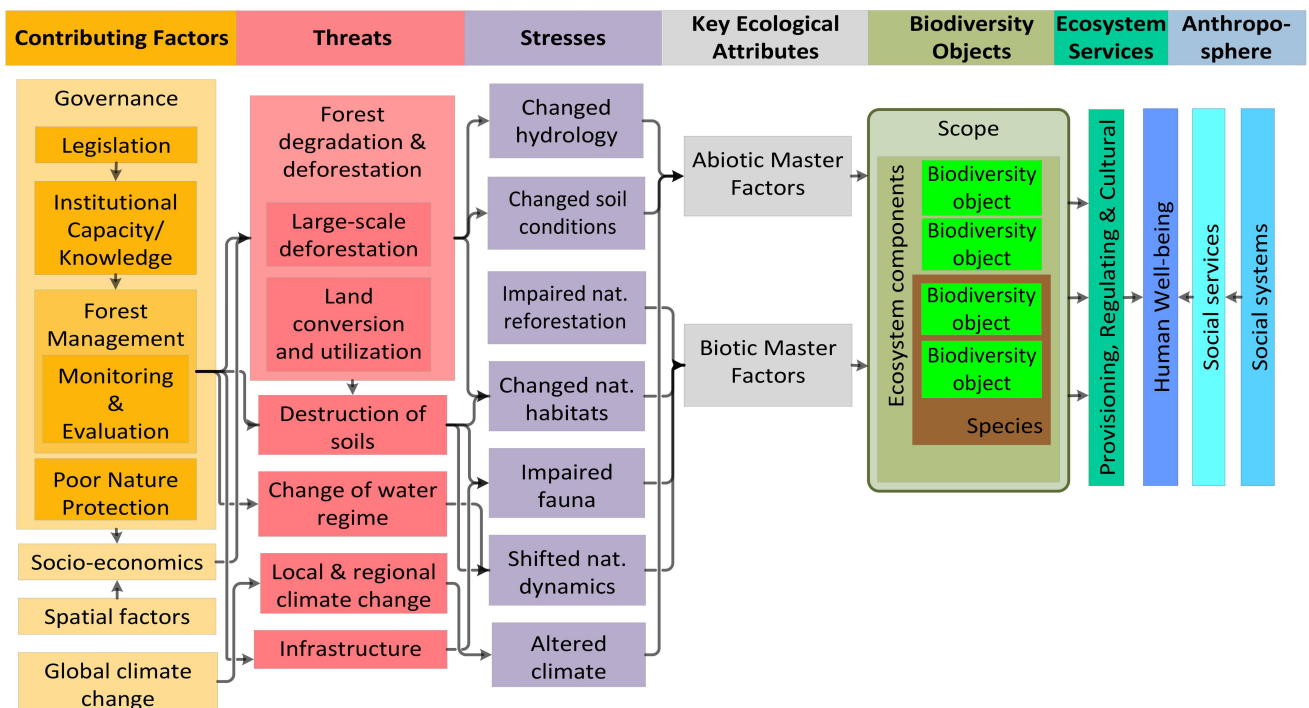 Contributing Factors
Threats
Stresses
Key Ecological
Attributes
Biodiversity
Objects
Ecosystem
Services
Anthropo-
sphere
Governance
Legislation
Institutional
Capacity/
Knowledge
Forest
Management
Monitoring
&
Evaluation
Poor Nature
Protection
Socio-economics
Spatial factors
Global climate
change
Forest
degradation &
deforestation
Large-scale
deforestation
Land
conversion
and utilization
Destruction of
soils
Change of water
regime
Local & regional
climate change
Infrastructure
Changed
hydrology
Changed soil
conditions
Impaired nat.
reforestation
Changed nat.
habitats
Impaired
fauna
Shifted nat.
dynamics
Altered
climate
Abiotic Master
Factors
Biotic Master
Factors
Scope
Ecosystem components
Biodiversity
object
Biodiversity
object
Biodiversity
object
Biodiversity
object
Species
Provisioning, Regulating & Cultural
Human Well-being
Social services
Social systems